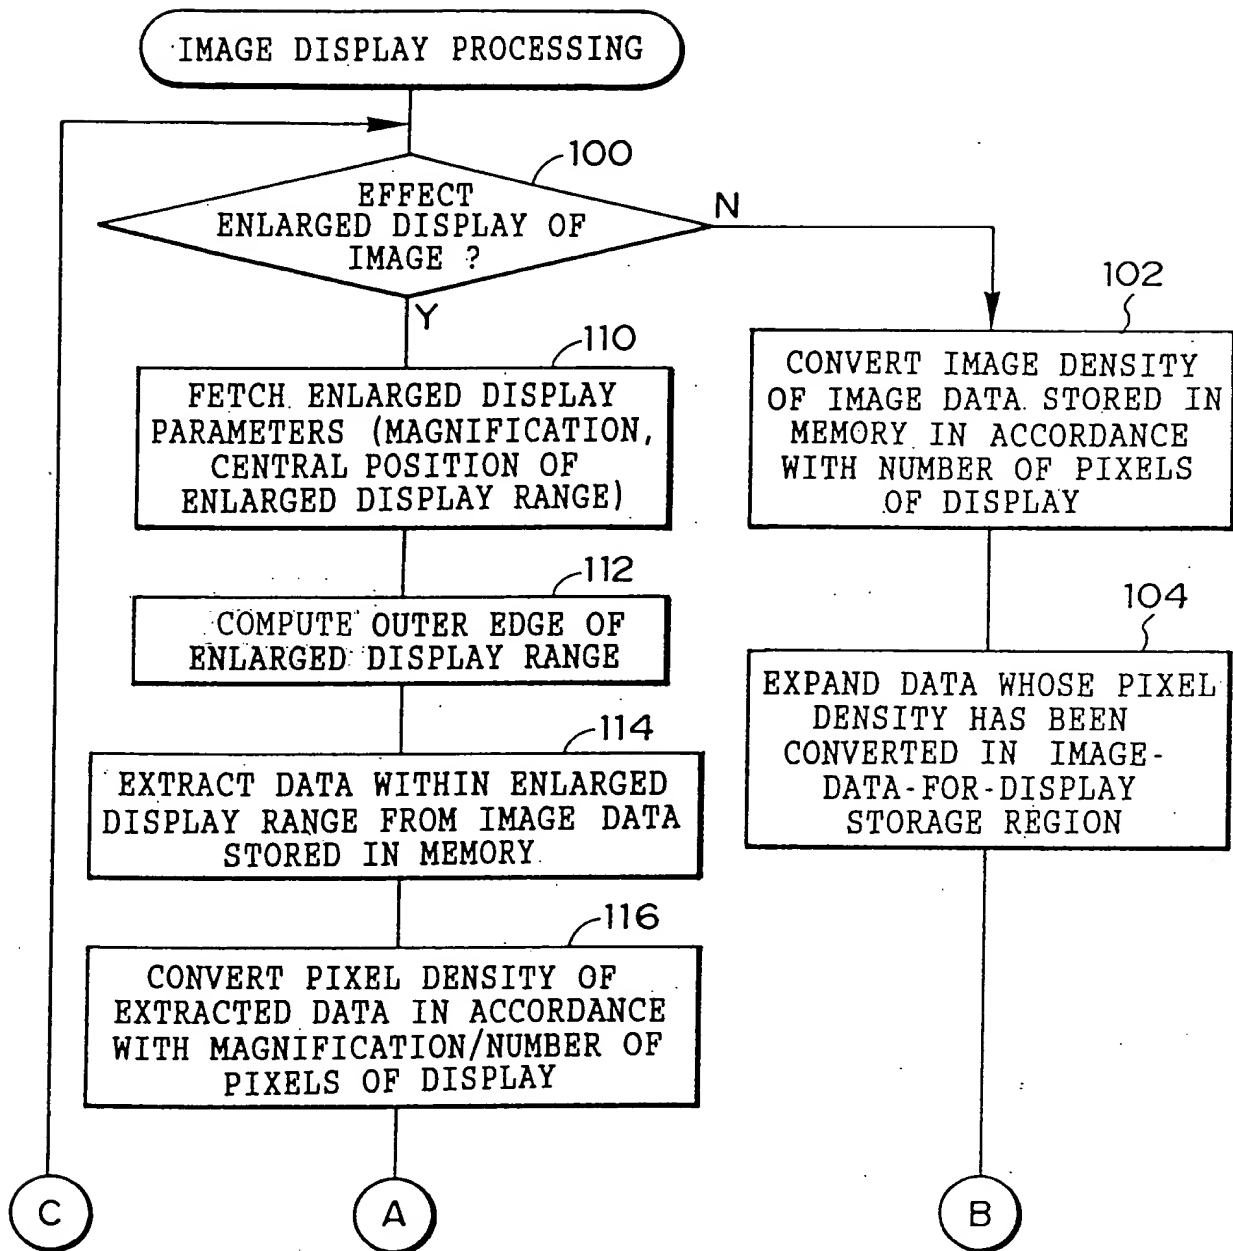 IMAGE DISPLAY PROCESSING
100
EFFECT
ENLARGED DISPLAY OF
IMAGE ?
N
Y
110
FETCH ENLARGED DISPLAY
PARAMETERS (MAGNIFICATION,
CENTRAL POSITION OF
ENLARGED DISPLAY RANGE)
112
COMPUTE OUTER EDGE OF
ENLARGED DISPLAY RANGE
114
EXTRACT DATA WITHIN ENLARGED
DISPLAY RANGE FROM IMAGE DATA
STORED IN MEMORY
116
CONVERT PIXEL DENSITY OF
EXTRACTED DATA IN ACCORDANCE
WITH MAGNIFICATION/NUMBER OF
PIXELS OF DISPLAY
102
CONVERT IMAGE DENSITY
OF IMAGE DATA STORED IN
MEMORY IN ACCORDANCE
WITH NUMBER OF PIXELS
OF DISPLAY
104
EXPAND DATA WHOSE PIXEL
DENSITY HAS BEEN
CONVERTED IN IMAGE-
DATA-FOR-DISPLAY
STORAGE REGION
C
A
B